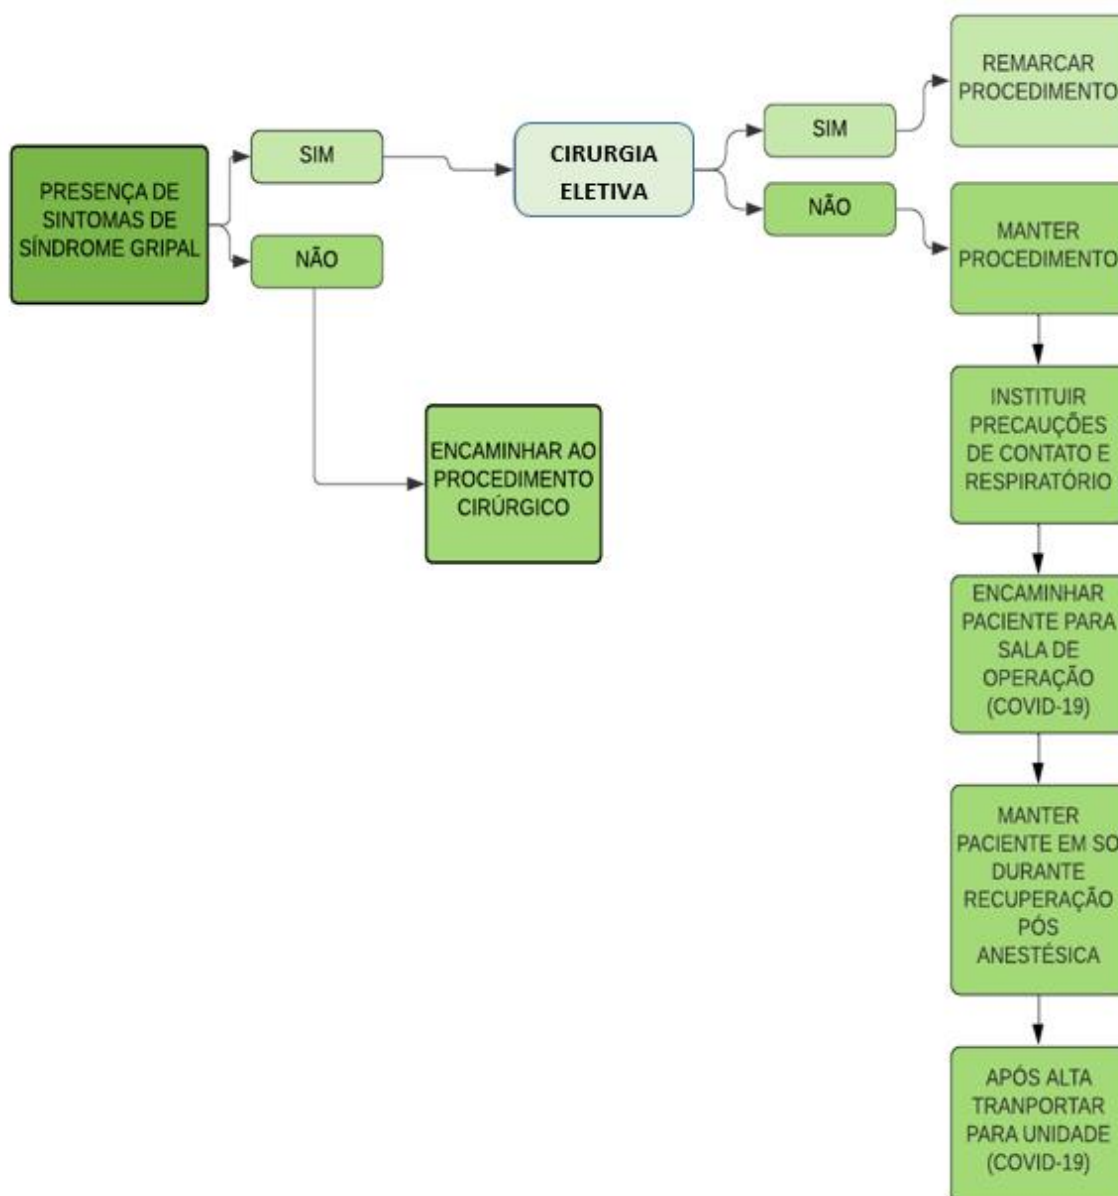 PRESENÇA DE
SINTOMAS DE
SÍNDROME GRIPAL
SIM
NÃO
ENCAMINHAR AO
PROCEDIMENTO
CIRÚRGICO
CIRURGIA
ELETIVA
SIM
NÃO
REMARCAR
PROCEDIMENTO
MANTER
PROCEDIMENTO
INSTITUIR
PRECAUÇÕES
DE CONTATO E
RESPIRATÓRIO
ENCAMINHAR
PACIENTE PARA
SALA DE
OPERAÇÃO
(COVID-19)
MANTER
PACIENTE EM SO
DURANTE
RECUPERAÇÃO
PÓS
ANESTÉSICA
APÓS ALTA
TRANPORTAR
PARA UNIDADE
(COVID-19)